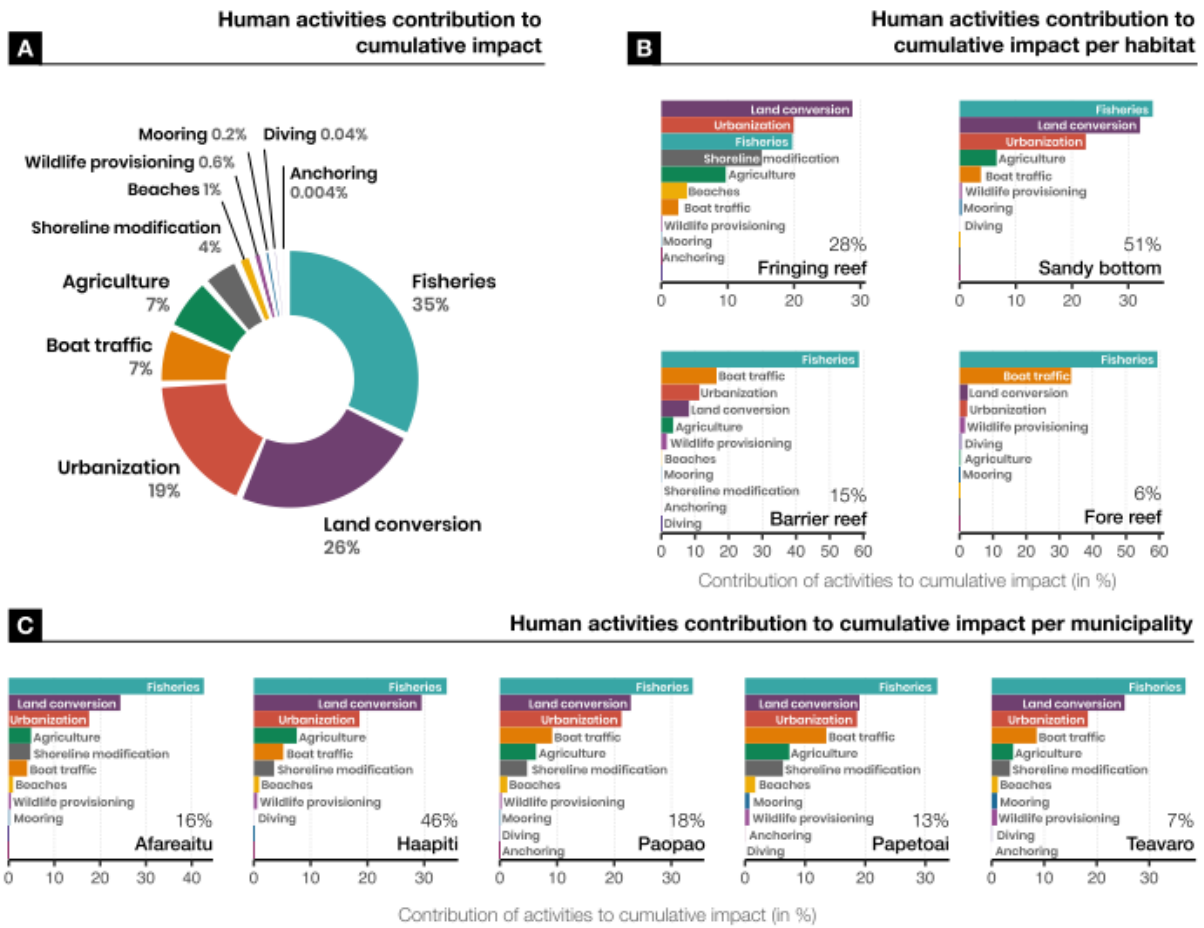 A
Human activities contribution to
cumulative impact
Mooring 0.2%
Diving 0.04%
Wildlife provisioning 0.6%
Anchoring
0.004%
Beaches 1%
Shoreline modification
4%
Agriculture
7%
Fisheries
35%
Boat traffic
7%
Urbanization
19%
Land conversion
26%
B
Human activities contribution to
cumulative impact per habitat
Land conversion
Urbanization
Fisheries
Shoreline modification
Agriculture
Beaches
Boat traffic
Wildlife provisioning
Mooring
Anchoring
28%
Fringing reef
0 10 20 30
Fisheries
Land conversion
Urbanization
Agriculture
Boat traffic
Wildlife provisioning
Mooring
Diving
51%
Sandy bottom
0 10 20 30
Fisheries
Boat traffic
Urbanization
Land conversion
Agriculture
Wildlife provisioning
Beaches
Mooring
Shoreline modification
Anchoring
Diving
15%
Barrier reef
0 10 20 30 40 50 60
Fisheries
Boat traffic
Land conversion
Urbanization
Wildlife provisioning
Diving
Agriculture
Mooring
6%
Fore reef
0 10 20 30 40 50 60
Contribution of activities to cumulative impact (in %)
C
Human activities contribution to cumulative impact per municipality
Fisheries
Land conversion
Urbanization
Agriculture
Shoreline modification
Boat traffic
Beaches
Wildlife provisioning
Mooring
16%
Afareaitu
0 10 20 30 40
Fisheries
Land conversion
Urbanization
Agriculture
Boat traffic
Shoreline modification
Beaches
Wildlife provisioning
Diving
46%
Haapiti
0 10 20 30
Fisheries
Land conversion
Urbanization
Boat traffic
Agriculture
Shoreline modification
Beaches
Wildlife provisioning
Mooring
Diving
Anchoring
18%
Paopao
0 10 20 30
Fisheries
Land conversion
Urbanization
Boat traffic
Agriculture
Shoreline modification
Beaches
Mooring
Wildlife provisioning
Anchoring
Diving
13%
Papetoai
0 10 20 30
Fisheries
Land conversion
Urbanization
Boat traffic
Agriculture
Shoreline modification
Beaches
Mooring
Wildlife provisioning
Diving
Anchoring
7%
Teavaro
0 10 20 30
Contribution of activities to cumulative impact (in %)